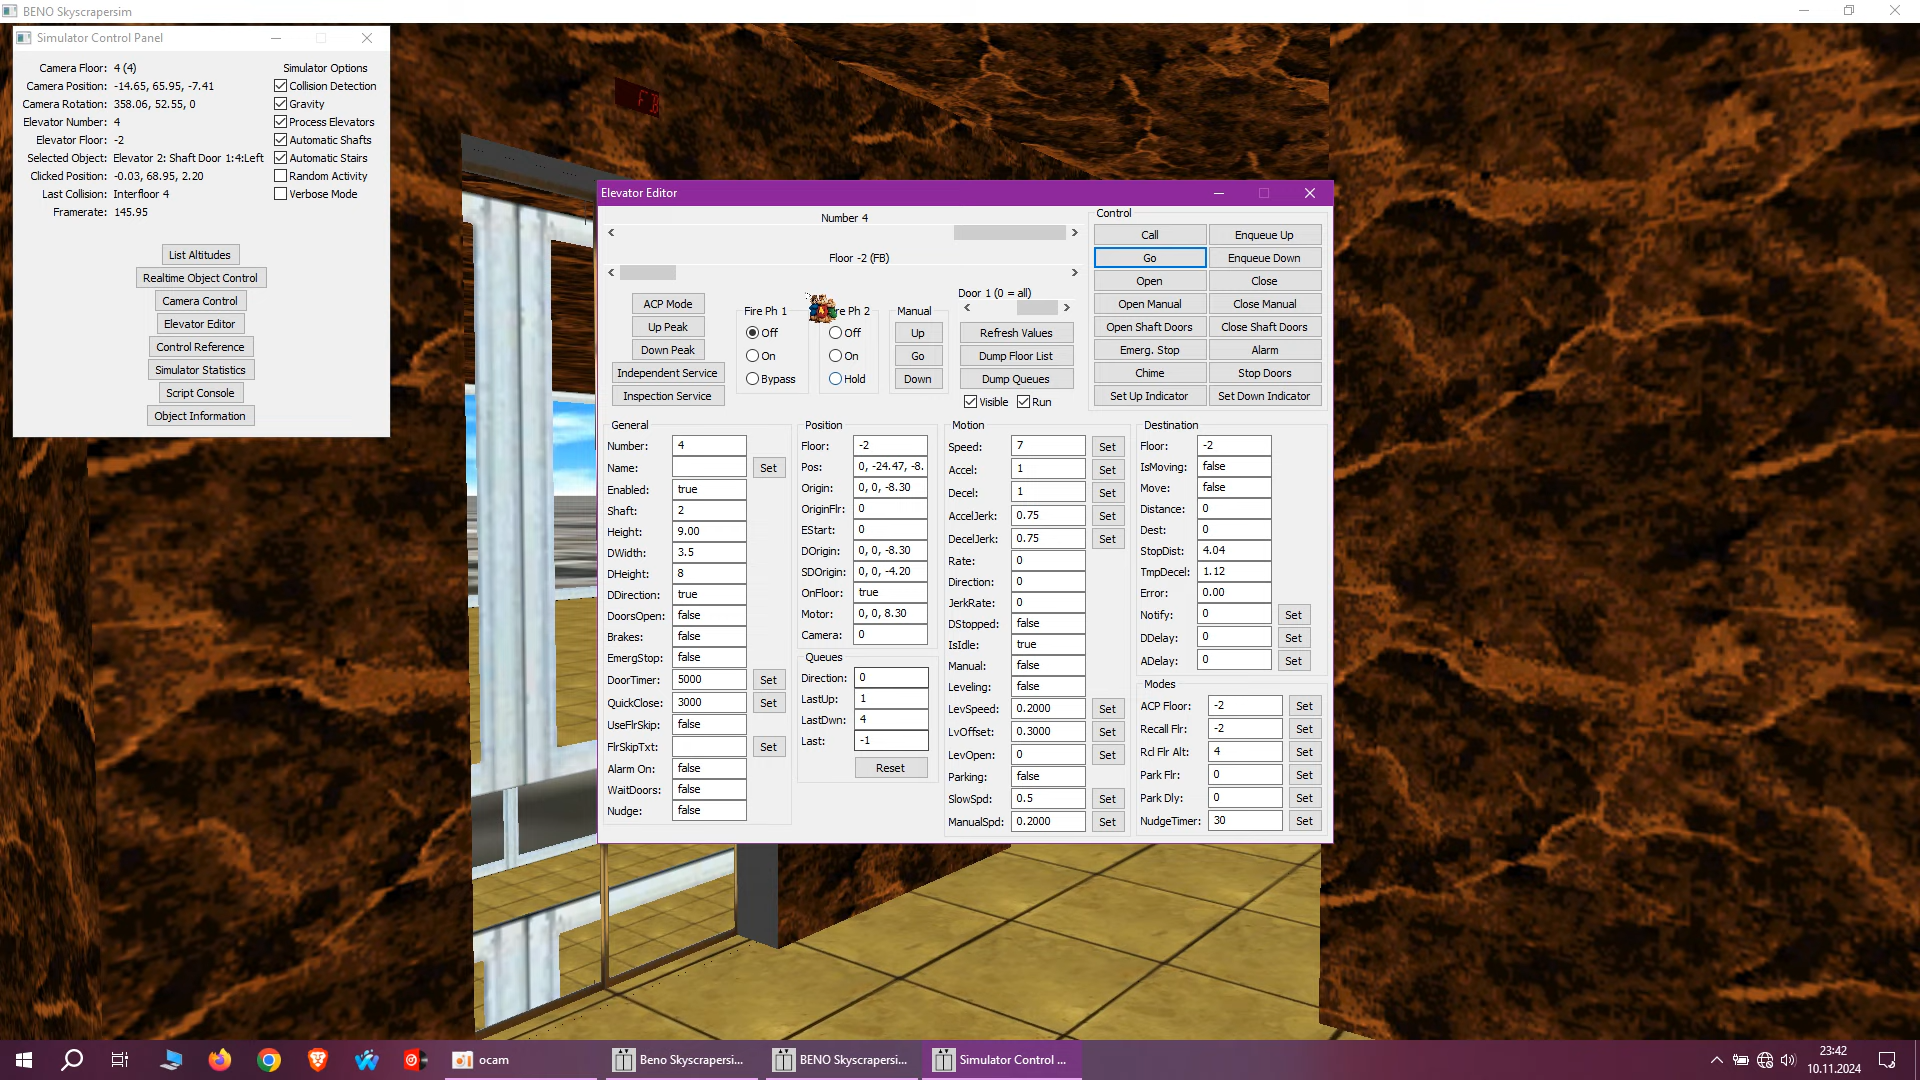 BENO Skyscrapersim
Simulator Control Panel
Camera Floor: 4 (4)
Camera Position: -14.65, 65.95, -7.41
Camera Rotation: 358.06, 52.55, 0
Elevator Number: 4
Elevator Floor: -2
Selected Object: Elevator 2: Shaft Door 1:4:Left
Clicked Position: -0.03, 68.95, 2.20
Last Collision: Interfloor 4
Framerate: 145.95
Simulator Options
Collision Detection
Gravity
Process Elevators
Automatic Shafts
Automatic Stairs
Random Activity
Verbose Mode
List Altitudes
Realtime Object Control
Camera Control
Elevator Editor
Control Reference
Simulator Statistics
Script Console
Object Information
Elevator Editor
Number 4
Floor -2 (FB)
ACP Mode
Up Peak
Down Peak
Independent Service
Inspection Service
Fire Ph 1
Off
On
Bypass
re Ph 2
Off
On
Hold
Manual
Up
Go
Down
Door 1 (0 = all)
Refresh Values
Dump Floor List
Dump Queues
Visible Run
Control
Call Enqueue Up
Go Enqueue Down
Open Close
Open Manual Close Manual
Open Shaft Doors Close Shaft Doors
Emerg. Stop Alarm
Chime Stop Doors
Set Up Indicator Set Down Indicator
General
Number: 4
Name: Set
Enabled: true
Shaft: 2
Height: 9.00
DWidth: 3.5
DHeight: 8
DDirection: true
DoorsOpen: false
Brakes: false
EmergStop: false
DoorTimer: 5000 Set
QuickClose: 3000 Set
UseFlrSkip: false
FlrSkipTxt: Set
Alarm On: false
WaitDoors: false
Nudge: false
Position
Floor: -2
Pos: 0, -24.47, -8.
Origin: 0, 0, -8.30
OriginFlr: 0
EStart: 0
DOrigin: 0, 0, -8.30
SDOrigin: 0, 0, -4.20
OnFloor: true
Motor: 0, 0, 8.30
Camera: 0
Queues
Direction: 0
LastUp: 1
LastDwn: 4
Last: -1
Reset
Motion
Speed: 7 Set
Accel: 1 Set
Decel: 1 Set
AccelJerk: 0.75 Set
DecelJerk: 0.75 Set
Rate: 0
Direction: 0
JerkRate: 0
DStopped: false
IsIdle: true
Manual: false
Leveling: false
LevSpeed: 0.2000 Set
LvOffset: 0.3000 Set
LevOpen: 0 Set
Parking: false
SlowSpd: 0.5 Set
ManualSpd: 0.2000 Set
Destination
Floor: -2
IsMoving: false
Move: false
Distance: 0
Dest: 0
StopDist: 4.04
TmpDecel: 1.12
Error: 0.00
Notify: 0 Set
DDelay: 0 Set
ADelay: 0 Set
Modes
ACP Floor: -2 Set
Recall Flr: -2 Set
Rcl Flr Alt: 4 Set
Park Flr: 0 Set
Park Dly: 0 Set
NudgeTimer: 30 Set
ocam
Beno Skyscrapersi...
BENO Skyscrapersi...
Simulator Control ...
23:42
10.11.2024